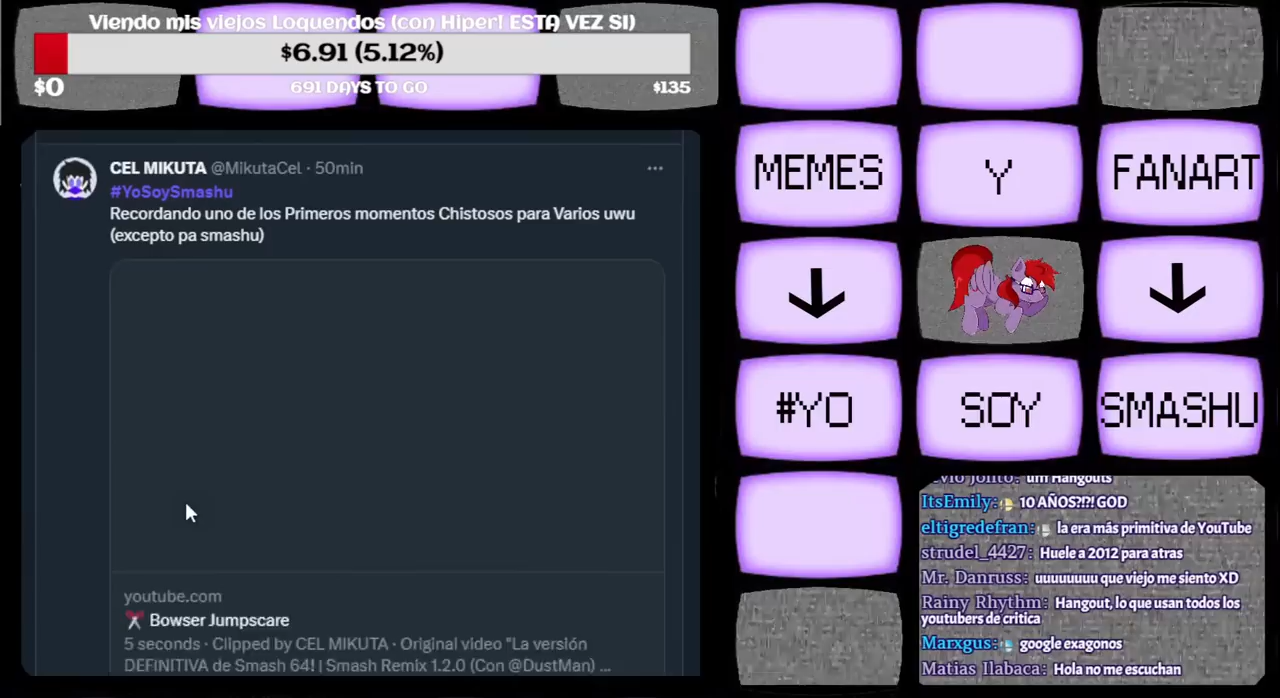 Viendo mis viejos Loquendos (con Hiper! ESTA VEZ SI)
$6.91 (5.12%)
$0
691 DAYS TO GO
$135
CEL MIKUTA @MikutaCel · 50min
#YoSoySmashu
Recordando uno de los Primeros momentos Chistosos para Varios uwu
(excepto pa smashu)
youtube.com
✂️ Bowser Jumpscare
5 seconds · Clipped by CEL MIKUTA · Original video "La versión
DEFINITIVA de Smash 64! | Smash Remix 1.2.0 (Con @DustMan) ...
MEMES Y FANART
↓ ↓
#YO SOY SMASHU
um Hangouts
ItsEmily: 10 AÑOS?!?! GOD
eltigredefran: la era más primitiva de YouTube
strudel_4427: Huele a 2012 para atras
Mr. Danruss: uuuuuuuu que viejo me siento XD
Rainy Rhythm: Hangout, lo que usan todos los
youtubers de critica
Marxgus: google exagonos
Matias Ilabaca: Hola no me escuchan